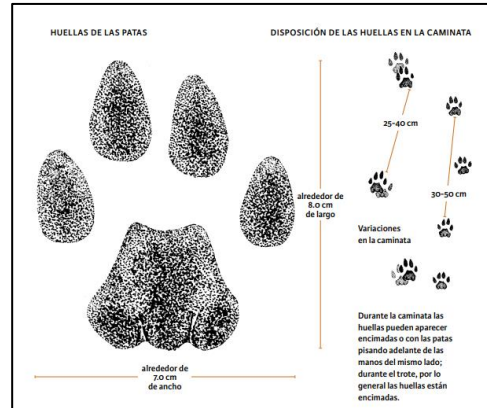 HUELLAS DE LAS PATAS
DISPOSICIÓN DE LAS HUELLAS EN LA CAMINATA
25–40 cm
alrededor de
8.0 cm
de largo
30–50 cm
Variaciones
en la caminata
Durante la caminata las
huellas pueden aparecer
encimadas o con las patas
pisando adelante de las
manos del mismo lado;
durante el trote, por lo
general las huellas están
encimadas.
alrededor de
7.0 cm
de ancho